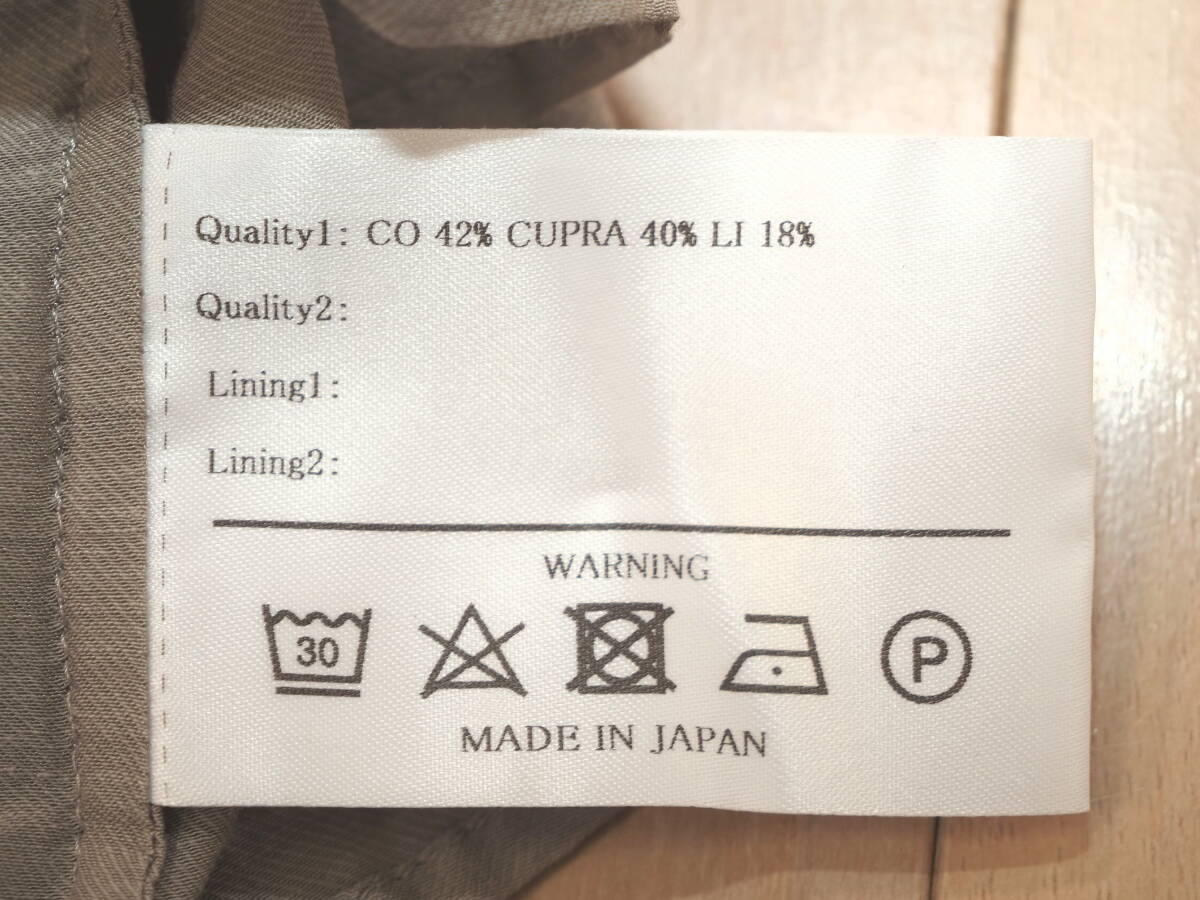 Quality1: CO 42% CUPRA 40% LI 18%
Quality2:
Lining1:
Lining2:
WARNING
30 P
MADE IN JAPAN